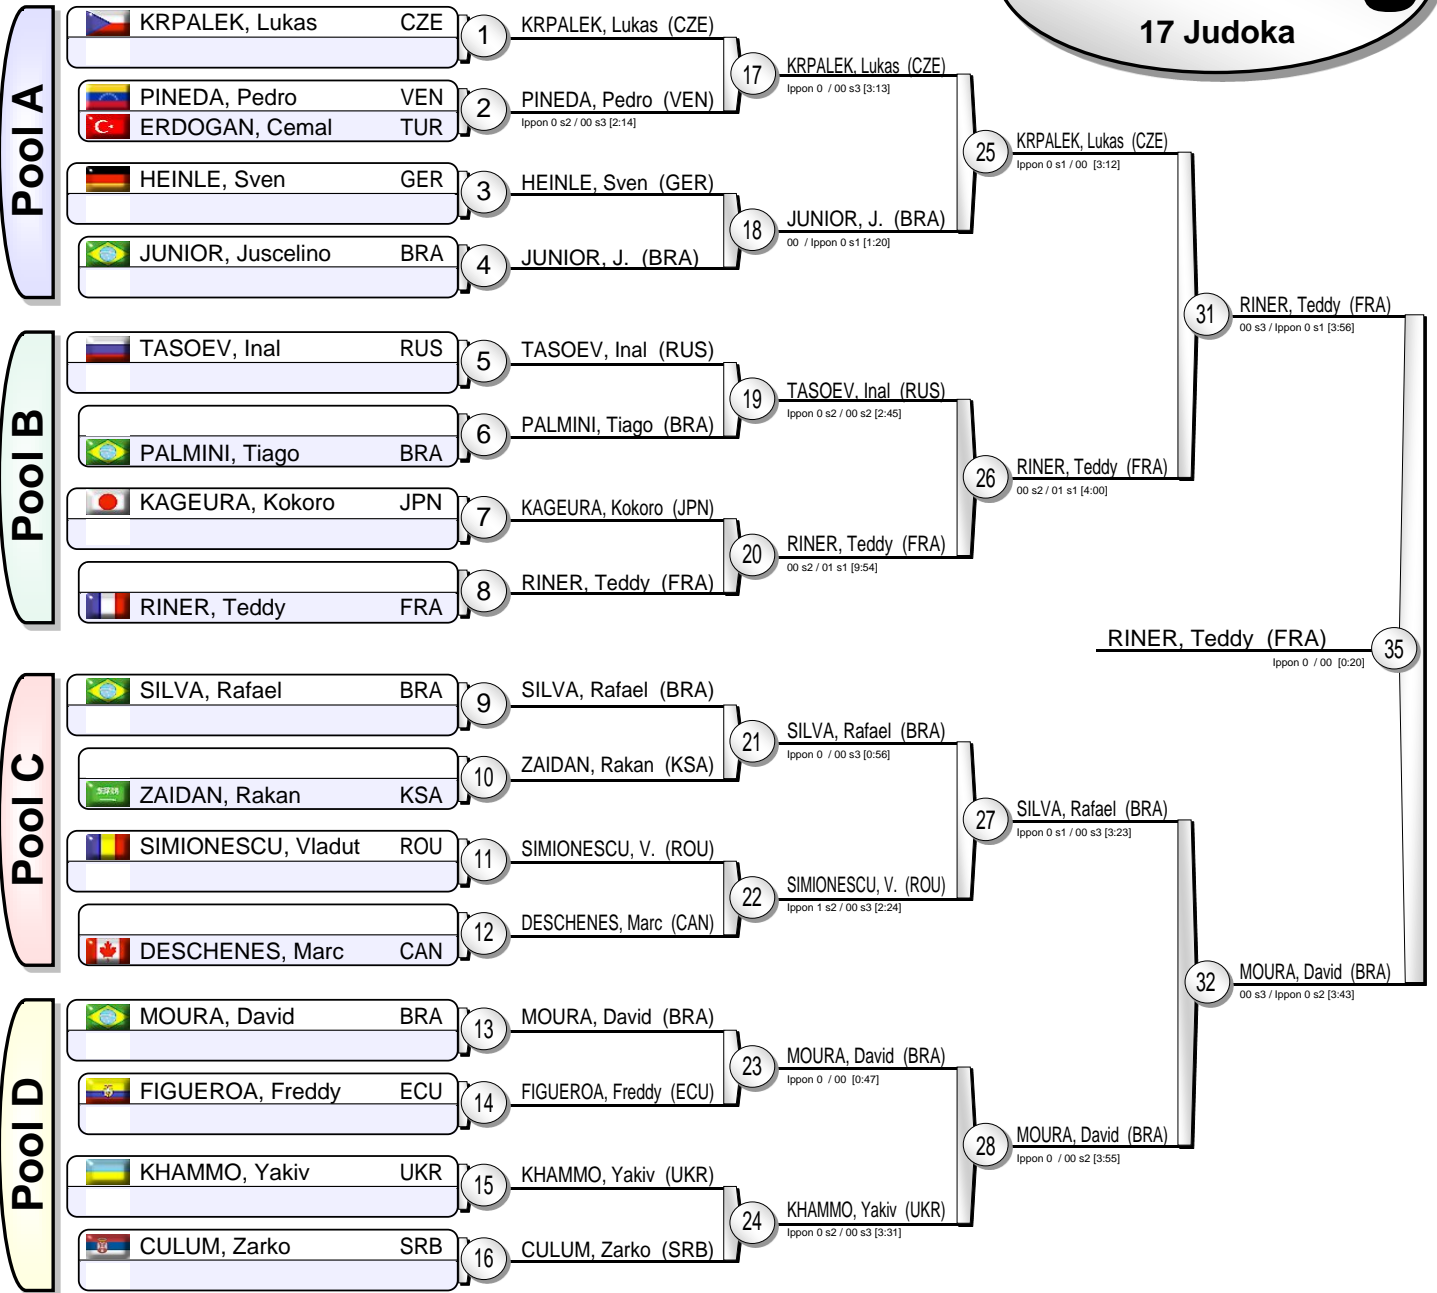 17 Judoka
Pool A
KRPALEK, Lukas CZE
PINEDA, Pedro VEN
ERDOGAN, Cemal TUR
HEINLE, Sven GER
JUNIOR, Juscelino BRA
Pool B
TASOEV, Inal RUS
PALMINI, Tiago BRA
KAGEURA, Kokoro JPN
RINER, Teddy FRA
Pool C
SILVA, Rafael BRA
ZAIDAN, Rakan KSA
SIMIONESCU, Vladut ROU
DESCHENES, Marc CAN
Pool D
MOURA, David BRA
FIGUEROA, Freddy ECU
KHAMMO, Yakiv UKR
CULUM, Zarko SRB
1 KRPALEK, Lukas (CZE)
2 PINEDA, Pedro (VEN)
Ippon 0 s2 / 00 s3 [2:14]
3 HEINLE, Sven (GER)
4 JUNIOR, J. (BRA)
5 TASOEV, Inal (RUS)
6 PALMINI, Tiago (BRA)
7 KAGEURA, Kokoro (JPN)
8 RINER, Teddy (FRA)
9 SILVA, Rafael (BRA)
10 ZAIDAN, Rakan (KSA)
11 SIMIONESCU, V. (ROU)
12 DESCHENES, Marc (CAN)
13 MOURA, David (BRA)
14 FIGUEROA, Freddy (ECU)
15 KHAMMO, Yakiv (UKR)
16 CULUM, Zarko (SRB)
17 KRPALEK, Lukas (CZE)
Ippon 0 / 00 s3 [3:13]
18 JUNIOR, J. (BRA)
00 / Ippon 0 s1 [1:20]
19 TASOEV, Inal (RUS)
Ippon 0 s2 / 00 s2 [2:45]
20 RINER, Teddy (FRA)
00 s2 / 01 s1 [9:54]
21 SILVA, Rafael (BRA)
Ippon 0 / 00 s3 [0:56]
22 SIMIONESCU, V. (ROU)
Ippon 1 s2 / 00 s3 [2:24]
23 MOURA, David (BRA)
Ippon 0 / 00 [0:47]
24 KHAMMO, Yakiv (UKR)
Ippon 0 s2 / 00 s3 [3:31]
25 KRPALEK, Lukas (CZE)
Ippon 0 s1 / 00 [3:12]
26 RINER, Teddy (FRA)
00 s2 / 01 s1 [4:00]
27 SILVA, Rafael (BRA)
Ippon 0 s1 / 00 s3 [3:23]
28 MOURA, David (BRA)
Ippon 0 / 00 s2 [3:55]
31 RINER, Teddy (FRA)
00 s3 / Ippon 0 s1 [3:56]
32 MOURA, David (BRA)
00 s3 / Ippon 0 s2 [3:43]
RINER, Teddy (FRA) 35
Ippon 0 / 00 [0:20]